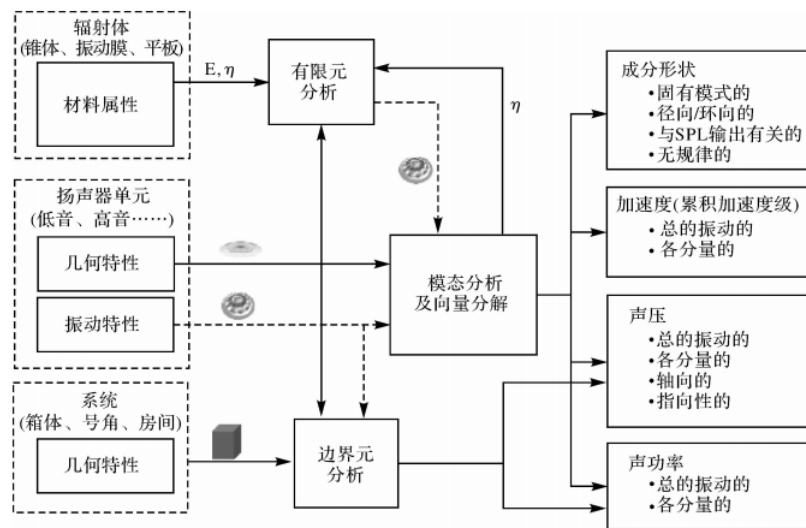 辐射体
(锥体、振动膜、平板)
材料属性
E, η
有限元
分析
η
扬声器单元
(低音、高音……)
几何特性
振动特性
模态分析
及向量分解
系统
(箱体、号角、房间)
几何特性
边界元
分析
成分形状
•固有模式的
•径向/环向的
•与SPL输出有关的
•无规律的
加速度(累积加速度级)
•总的振动的
•各分量的
声压
•总的振动的
•各分量的
•轴向的
•指向性的
声功率
•总的振动的
•各分量的